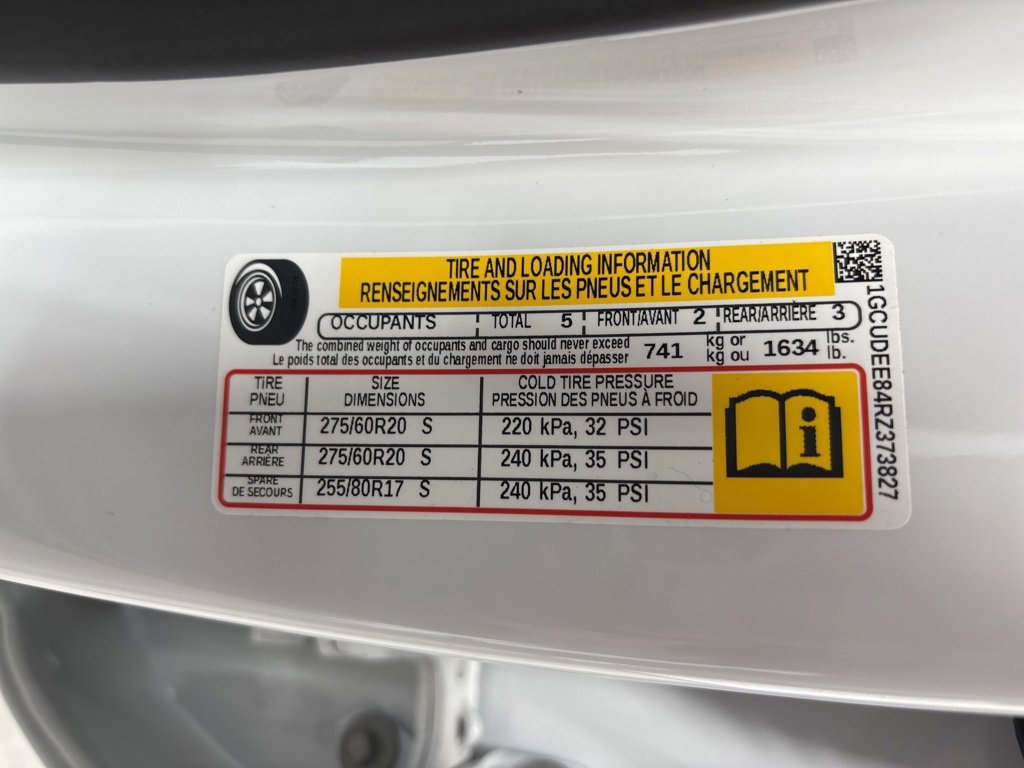 TIRE AND LOADING INFORMATION
RENSEIGNEMENTS SUR LES PNEUS ET LE CHARGEMENT
OCCUPANTS TOTAL 5 FRONT/AVANT 2 REAR/ARRIÈRE 3
The combined weight of occupants and cargo should never exceed 741 kg or 1634 lbs.
Le poids total des occupants et du chargement ne doit jamais dépasser kg ou lb.
TIRE SIZE COLD TIRE PRESSURE
PNEU DIMENSIONS PRESSION DES PNEUS À FROID
FRONT
AVANT 275/60R20 S 220 kPa, 32 PSI
REAR
ARRIÈRE 275/60R20 S 240 kPa, 35 PSI
SPARE
DE SECOURS 255/80R17 S 240 kPa, 35 PSI
1GCUDEE84RZ373827